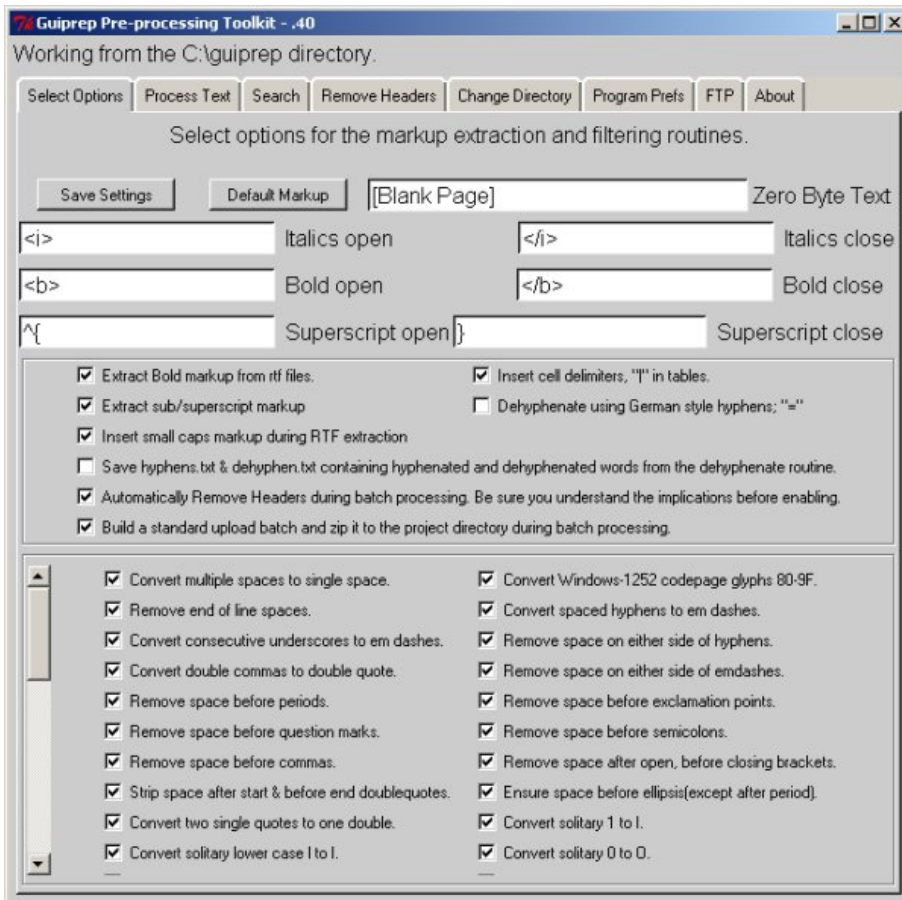 Guiprep Pre-processing Toolkit - .40
Working from the C:\guiprep directory.
Select Options Process Text Search Remove Headers Change Directory Program Prefs FTP About
Select options for the markup extraction and filtering routines.
Save Settings Default Markup [Blank Page] Zero Byte Text
<i> Italics open </i> Italics close
<b> Bold open </b> Bold close
^{ Superscript open } Superscript close
Extract Bold markup from rtf files. Insert cell delimiters, "|" in tables.
Extract sub/superscript markup Dehyphenate using German style hyphens; "="
Insert small caps markup during RTF extraction
Save hyphens.txt & dehyphen.txt containing hyphenated and dehyphenated words from the dehyphenate routine.
Automatically Remove Headers during batch processing. Be sure you understand the implications before enabling.
Build a standard upload batch and zip it to the project directory during batch processing.
Convert multiple spaces to single space. Convert Windows-1252 codepage glyphs 80-9F.
Remove end of line spaces. Convert spaced hyphens to em dashes.
Convert consecutive underscores to em dashes. Remove space on either side of hyphens.
Convert double commas to double quote. Remove space on either side of emdashes.
Remove space before periods. Remove space before exclamation points.
Remove space before question marks. Remove space before semicolons.
Remove space before commas. Remove space after open, before closing brackets.
Strip space after start & before end doublequotes. Ensure space before ellipsis(except after period).
Convert two single quotes to one double. Convert solitary 1 to I.
Convert solitary lower case l to I. Convert solitary 0 to O.